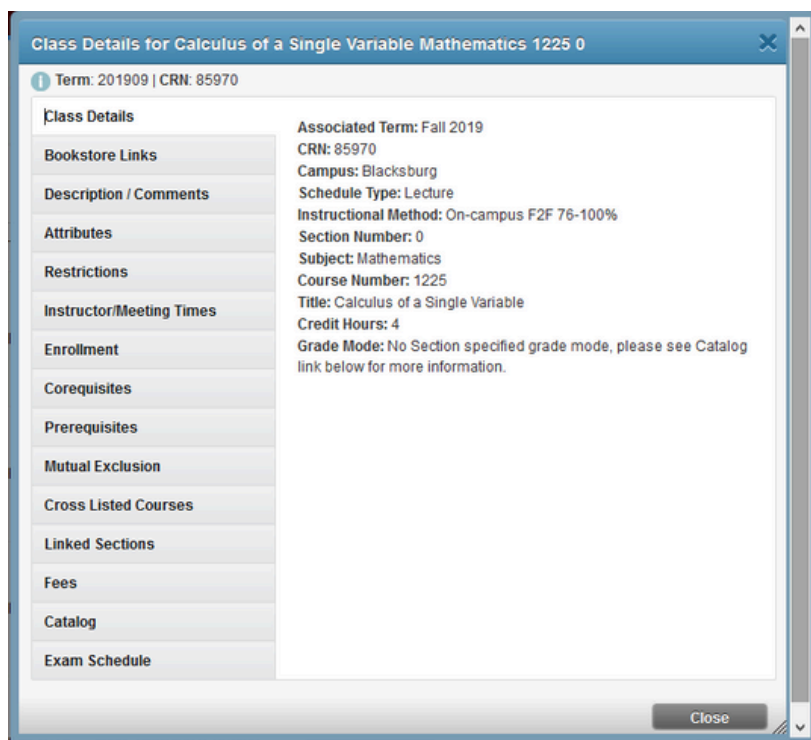 Class Details for Calculus of a Single Variable Mathematics 1225 0
Term: 201909 | CRN: 85970
Class Details
Bookstore Links
Description / Comments
Attributes
Restrictions
Instructor/Meeting Times
Enrollment
Corequisites
Prerequisites
Mutual Exclusion
Cross Listed Courses
Linked Sections
Fees
Catalog
Exam Schedule
Associated Term: Fall 2019
CRN: 85970
Campus: Blacksburg
Schedule Type: Lecture
Instructional Method: On-campus F2F 76-100%
Section Number: 0
Subject: Mathematics
Course Number: 1225
Title: Calculus of a Single Variable
Credit Hours: 4
Grade Mode: No Section specified grade mode, please see Catalog
link below for more information.
Close